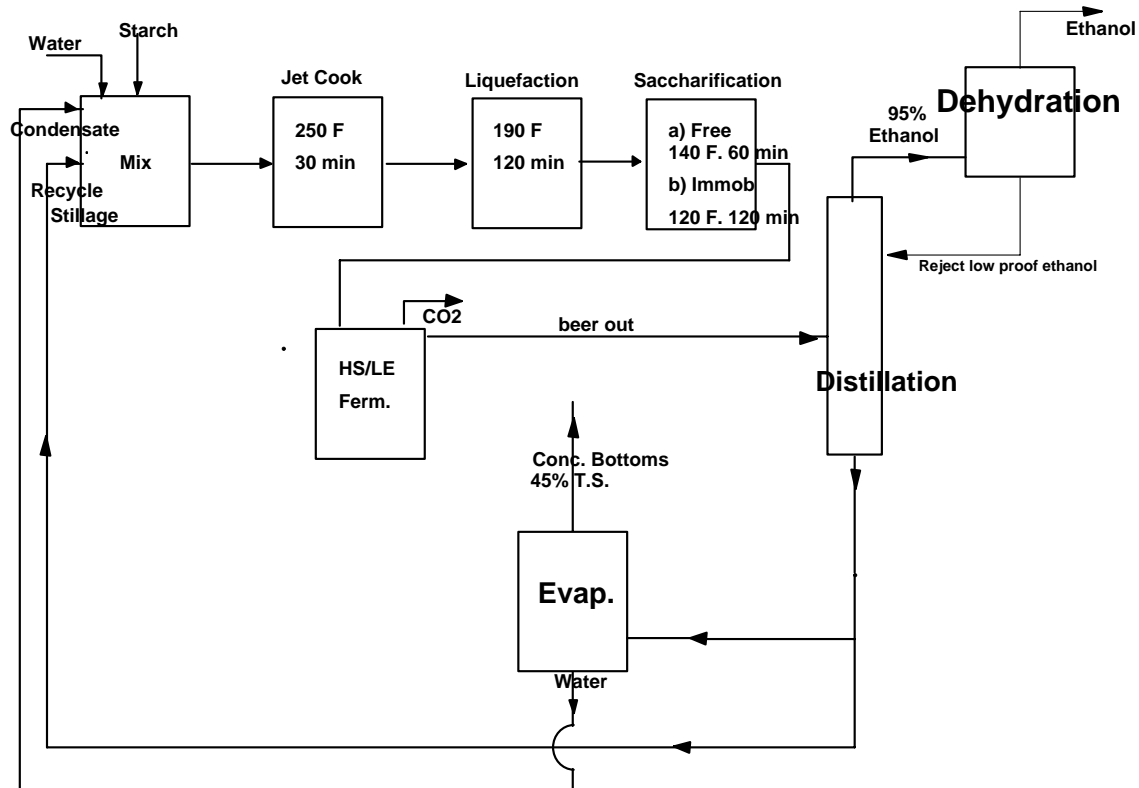 Starch
Water
Ethanol
Jet Cook
Liquefaction
Saccharification
Dehydration
Condensate
Mix
Recycle
Stillage
250 F
30 min
190 F
120 min
a) Free
140 F. 60 min
b) Immob
120 F. 120 min
95%
Ethanol
Reject low proof ethanol
CO2
beer out
HS/LE
Ferm.
Distillation
Conc. Bottoms
45% T.S.
Evap.
Water